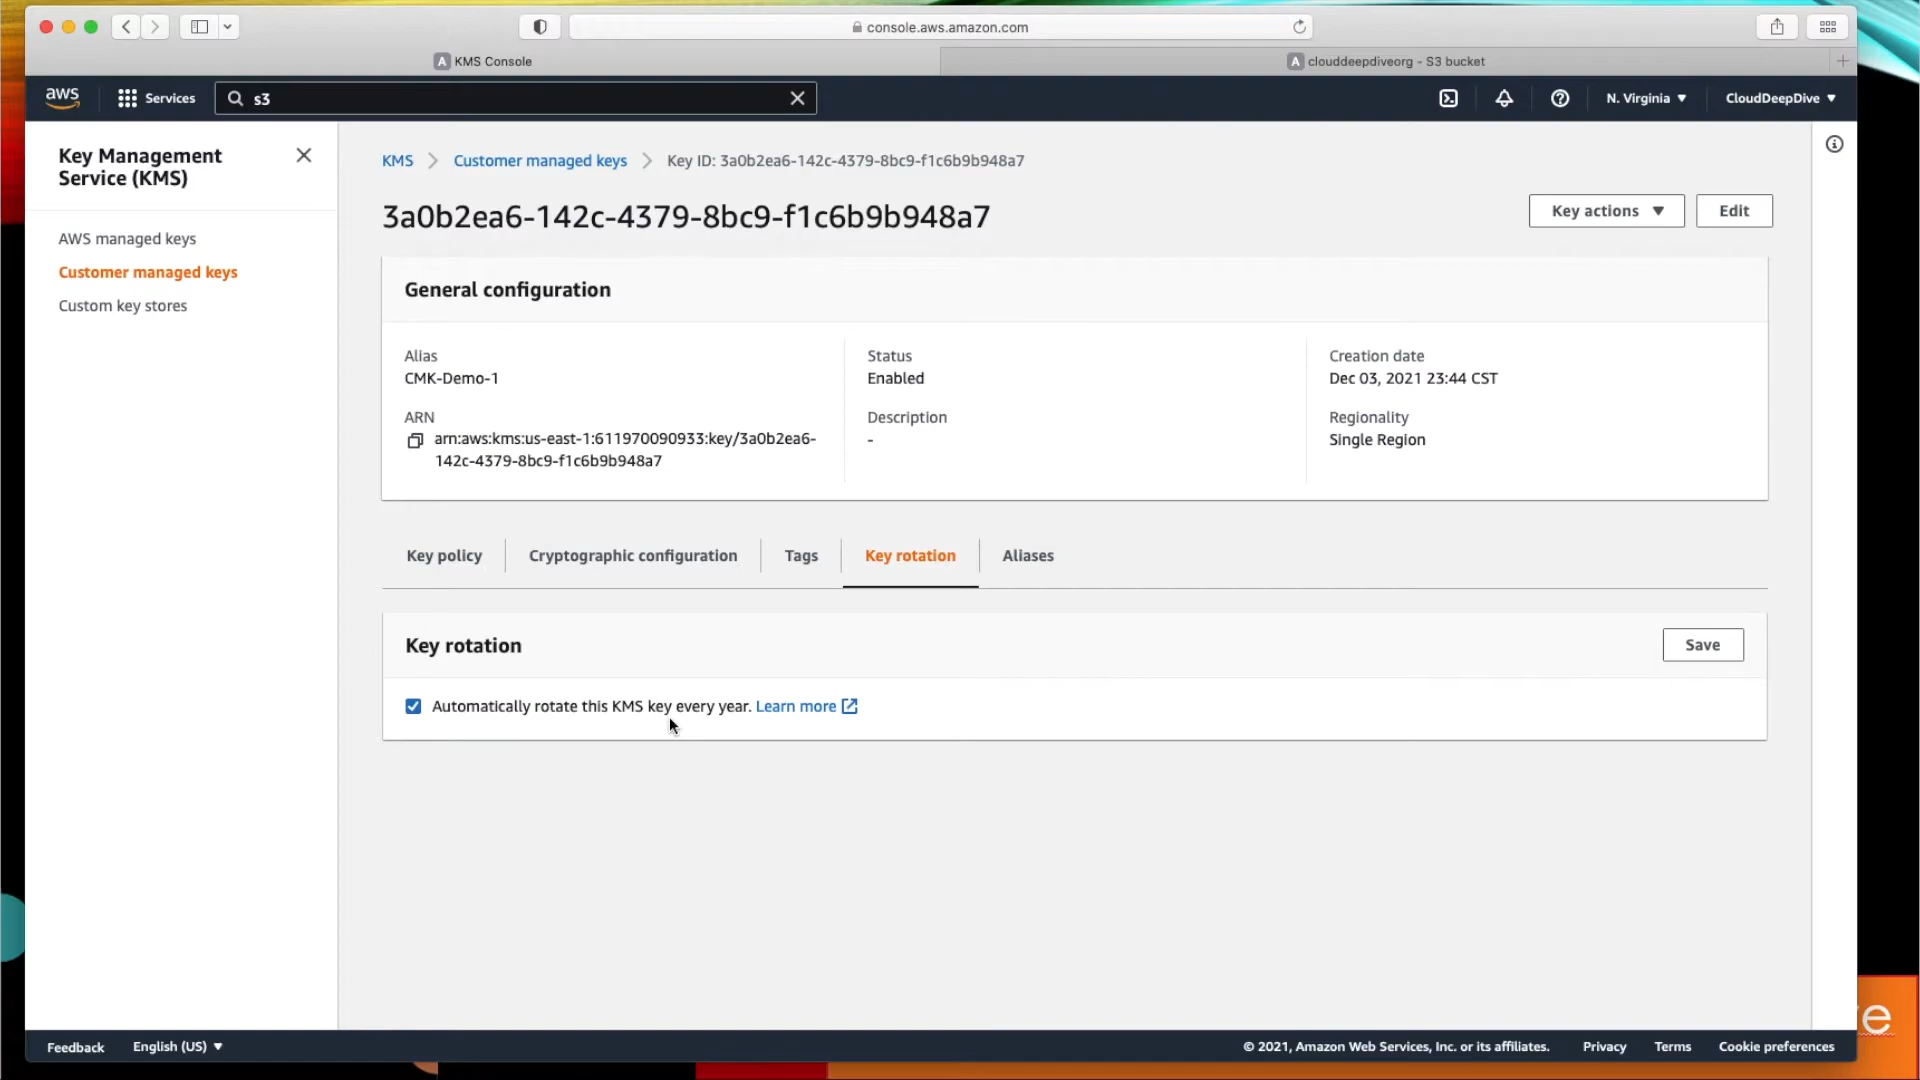 console.aws.amazon.com
KMS Console
clouddeepdiveorg - S3 bucket
aws
Services
s3
N. Virginia
CloudDeepDive
Key Management
Service (KMS)
AWS managed keys
Customer managed keys
Custom key stores
KMS
Customer managed keys
Key ID: 3a0b2ea6-142c-4379-8bc9-f1c6b9b948a7
3a0b2ea6-142c-4379-8bc9-f1c6b9b948a7
Key actions
Edit
General configuration
Alias
CMK-Demo-1
ARN
arn:aws:kms:us-east-1:611970090933:key/3a0b2ea6-
142c-4379-8bc9-f1c6b9b948a7
Status
Enabled
Description
-
Creation date
Dec 03, 2021 23:44 CST
Regionality
Single Region
Key policy
Cryptographic configuration
Tags
Key rotation
Aliases
Key rotation
Save
Automatically rotate this KMS key every year. Learn more
Feedback
English (US)
© 2021, Amazon Web Services, Inc. or its affiliates.
Privacy
Terms
Cookie preferences